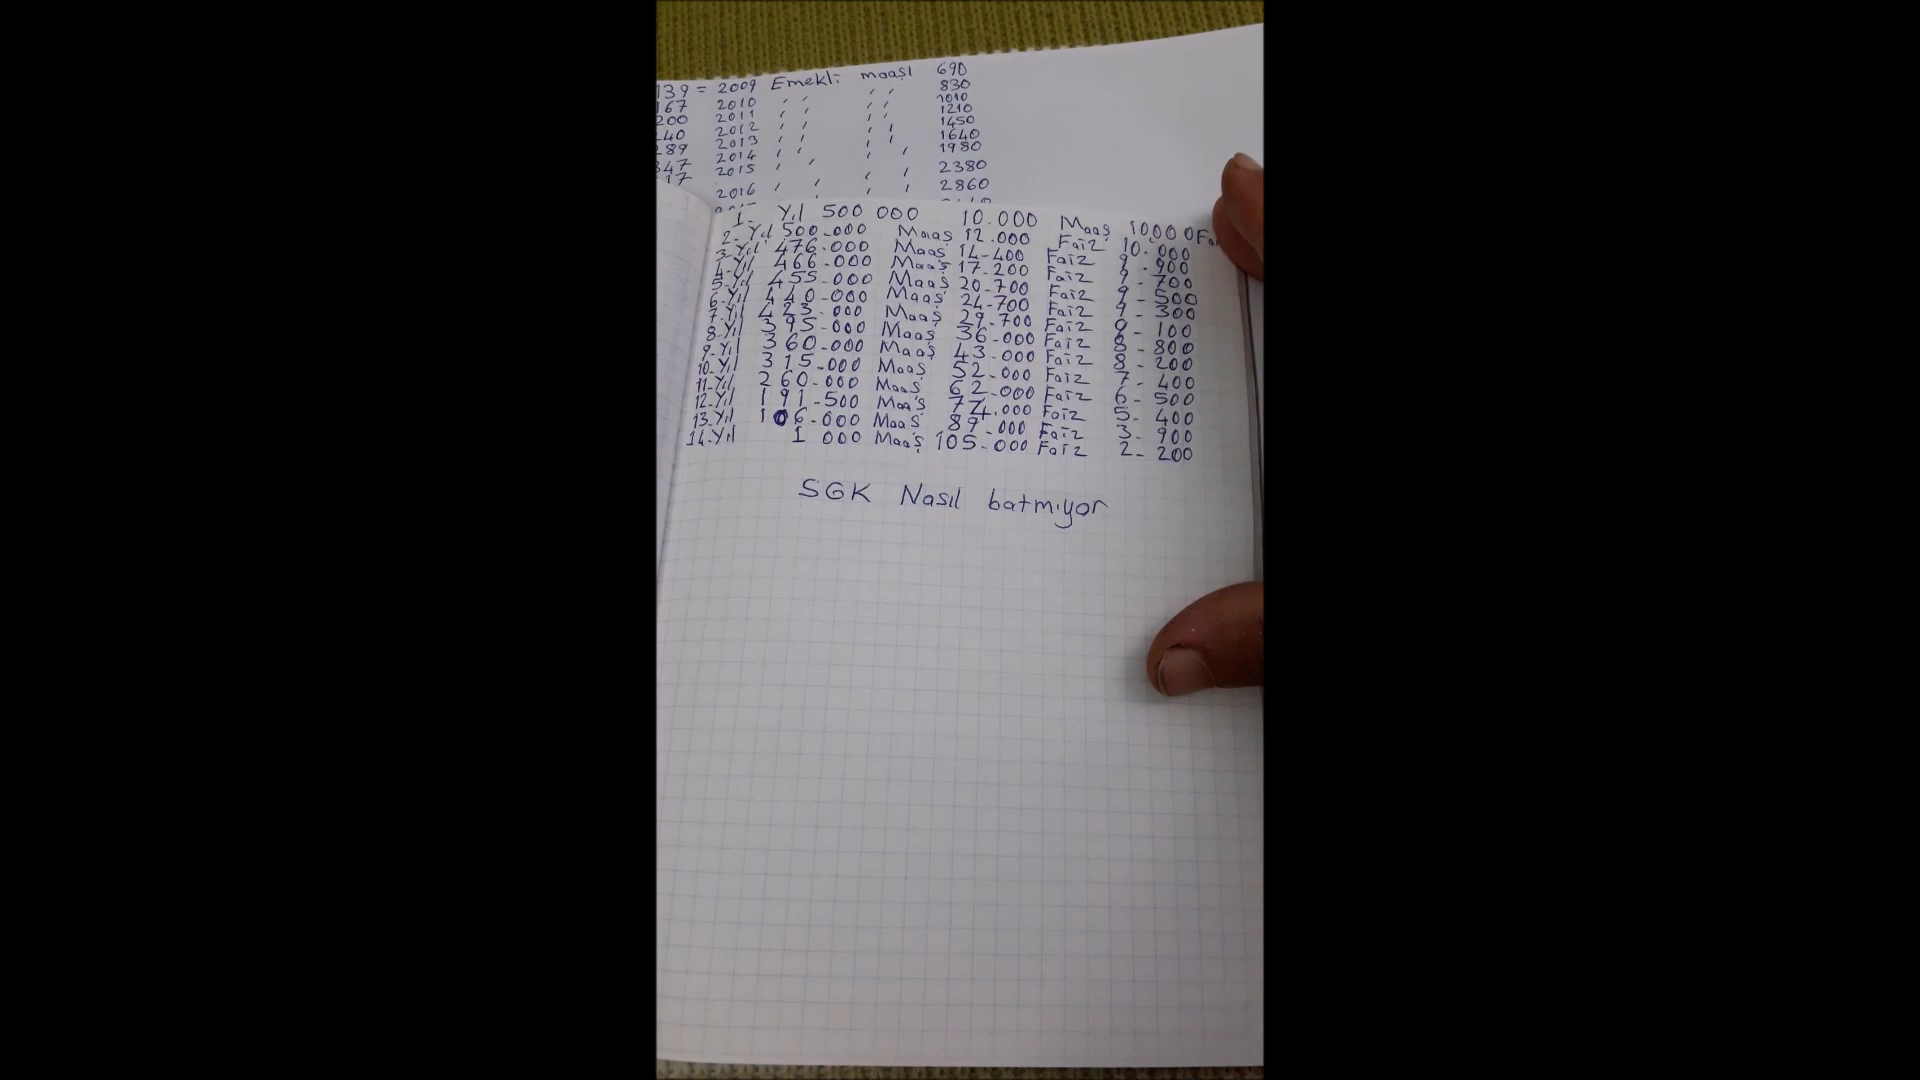 139 = 2009 Emekli maaşı 690
167 2010 " " 830
200 2011 " " 1010
240 2012 " " 1210
289 2013 " " 1450
347 2014 " " 1640
417 2015 " " 1980
2380
2016 " " 2860
1- Yıl 500 000 10.000 Maaş 10000 Fa
2- Yıl 500-000 Maaş 12.000 Faiz 10-000
3-Yıl 476-000 Maaş 14-400 Faiz 9-900
4-Yıl 466-000 Maaş 17-200 Faiz 9-700
5-Yıl 455-000 Maaş 20-700 Faiz 9-500
6-Yıl 440-000 Maaş 24-700 Faiz 9-300
7-Yıl 423-000 Maaş 29-700 Faiz 9-100
8-Yıl 395-000 Maaş 36-000 Faiz 8-800
9-Yıl 360-000 Maaş 43-000 Faiz 8-200
10-Yıl 315-000 Maaş 52-000 Faiz 7-400
11-Yıl 260-000 Maaş 62-000 Faiz 6-500
12-Yıl 191-500 Maaş 74.000 Faiz 5-400
13-Yıl 106-000 Maaş 89-000 Faiz 3-900
14-Yıl 1 000 Maaş 105-000 Faiz 2-200
SGK Nasıl batmıyor